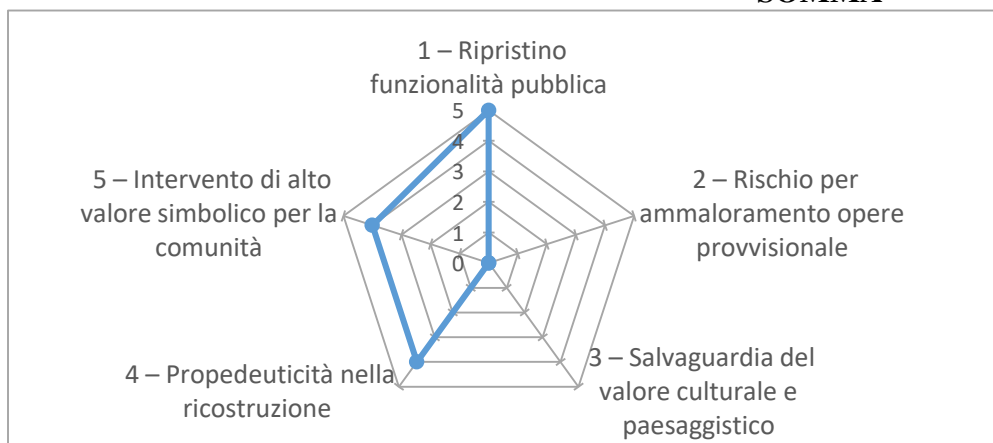 SOMMA
1 – Ripristino
funzionalità pubblica
5
4
3
2
1
0
2 – Rischio per
ammaloramento opere
provvisionale
3 – Salvaguardia del
valore culturale e
paesaggistico
4 – Propedeuticità nella
ricostruzione
5 – Intervento di alto
valore simbolico per la
comunità